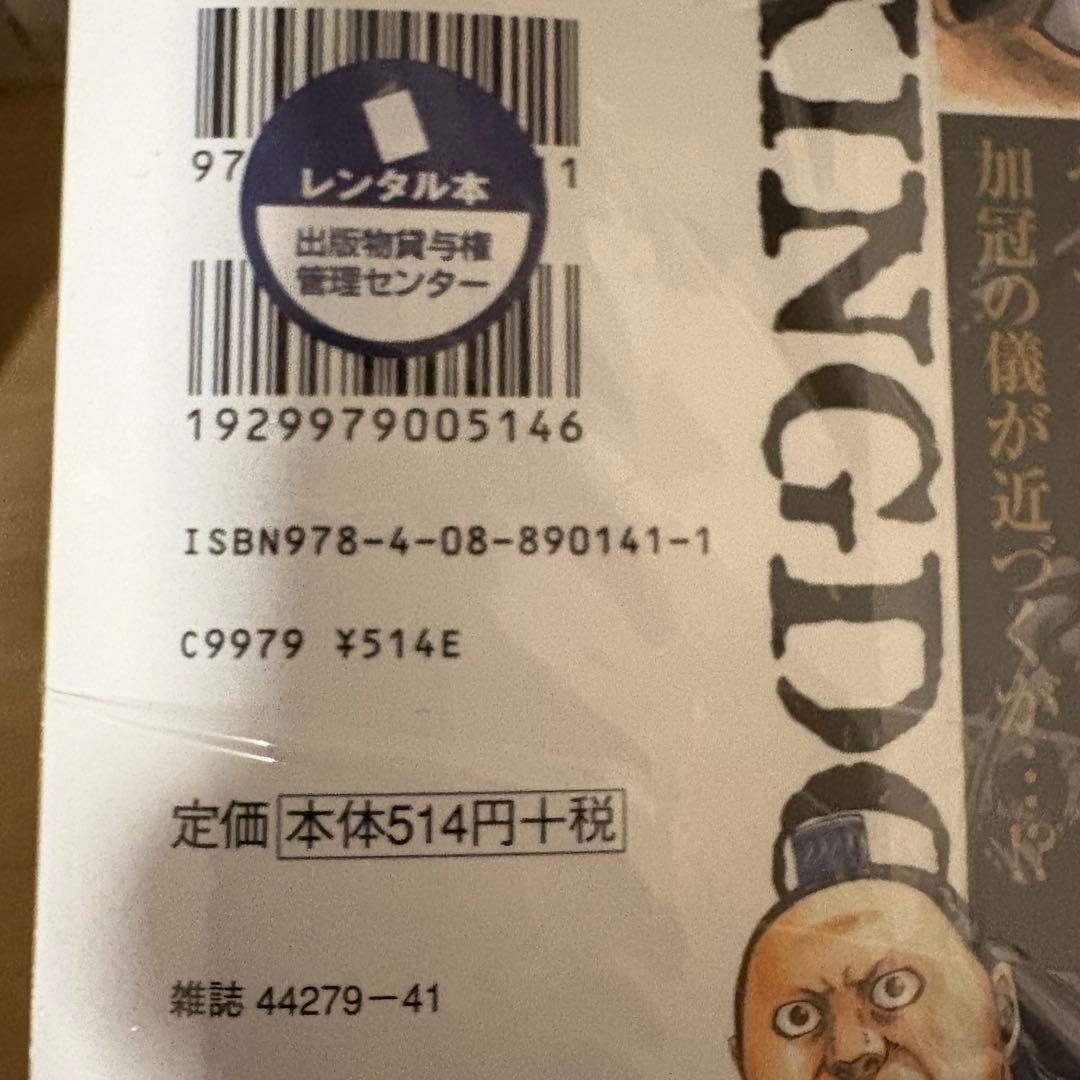 97
1
レンタル本
出版物貸与権
管理センター
1929979005146
ISBN978-4-08-890141-1
C9979 ¥514E
定価 本体514円+税
雑誌 44279-41
KINGDO
加冠の儀が近づくが…!?